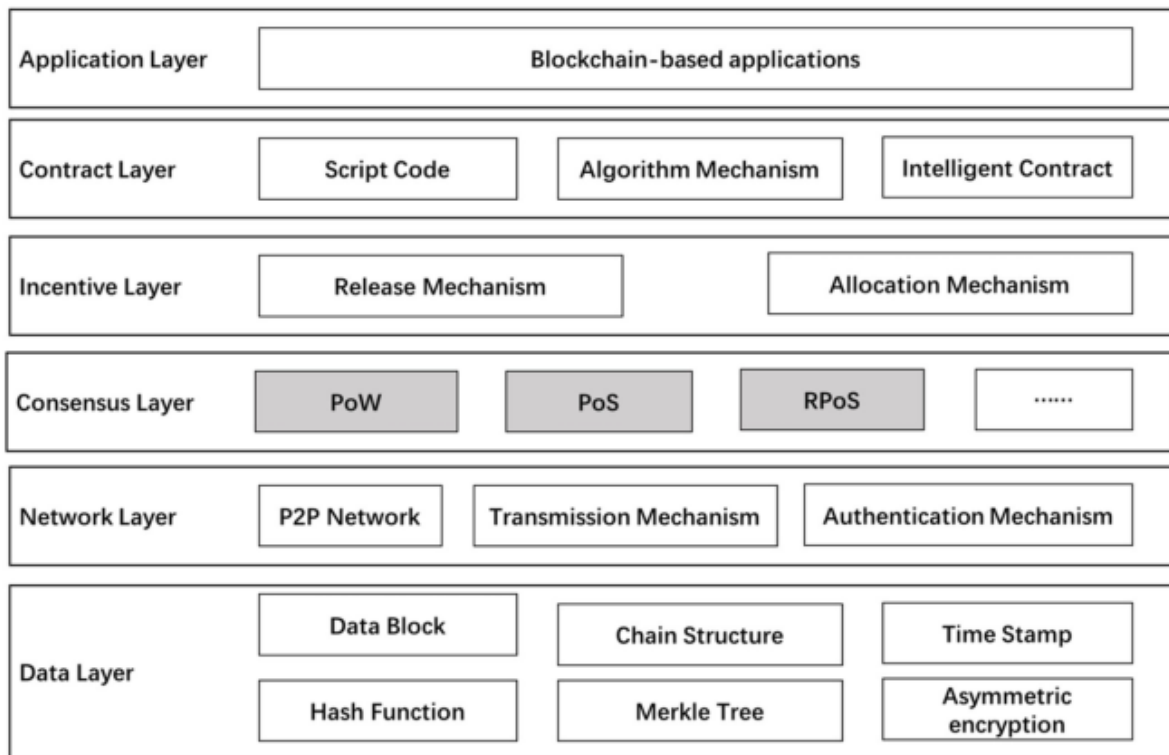 Application Layer
Blockchain-based applications
Contract Layer
Script Code
Algorithm Mechanism
Intelligent Contract
Incentive Layer
Release Mechanism
Allocation Mechanism
Consensus Layer
PoW
PoS
RPoS
......
Network Layer
P2P Network
Transmission Mechanism
Authentication Mechanism
Data Layer
Data Block
Chain Structure
Time Stamp
Hash Function
Merkle Tree
Asymmetric
encryption